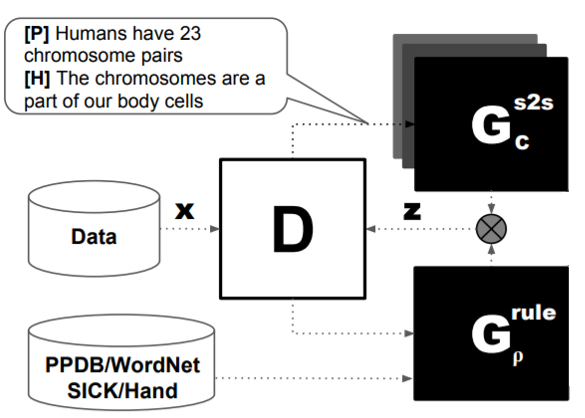 [P] Humans have 23
chromosome pairs
[H] The chromosomes are a
part of our body cells
G s2s c
Data
x
D
z
PPDB/WordNet
SICK/Hand
G rule ρ